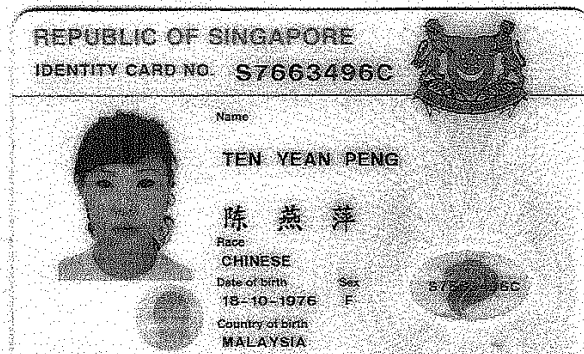 REPUBLIC OF SINGAPORE
IDENTITY CARD NO. S7663496C
Name
TEN YEAN PENG
陈 燕 萍
Race
CHINESE
Date of birth Sex
18-10-1976 F
Country of birth
MALAYSIA